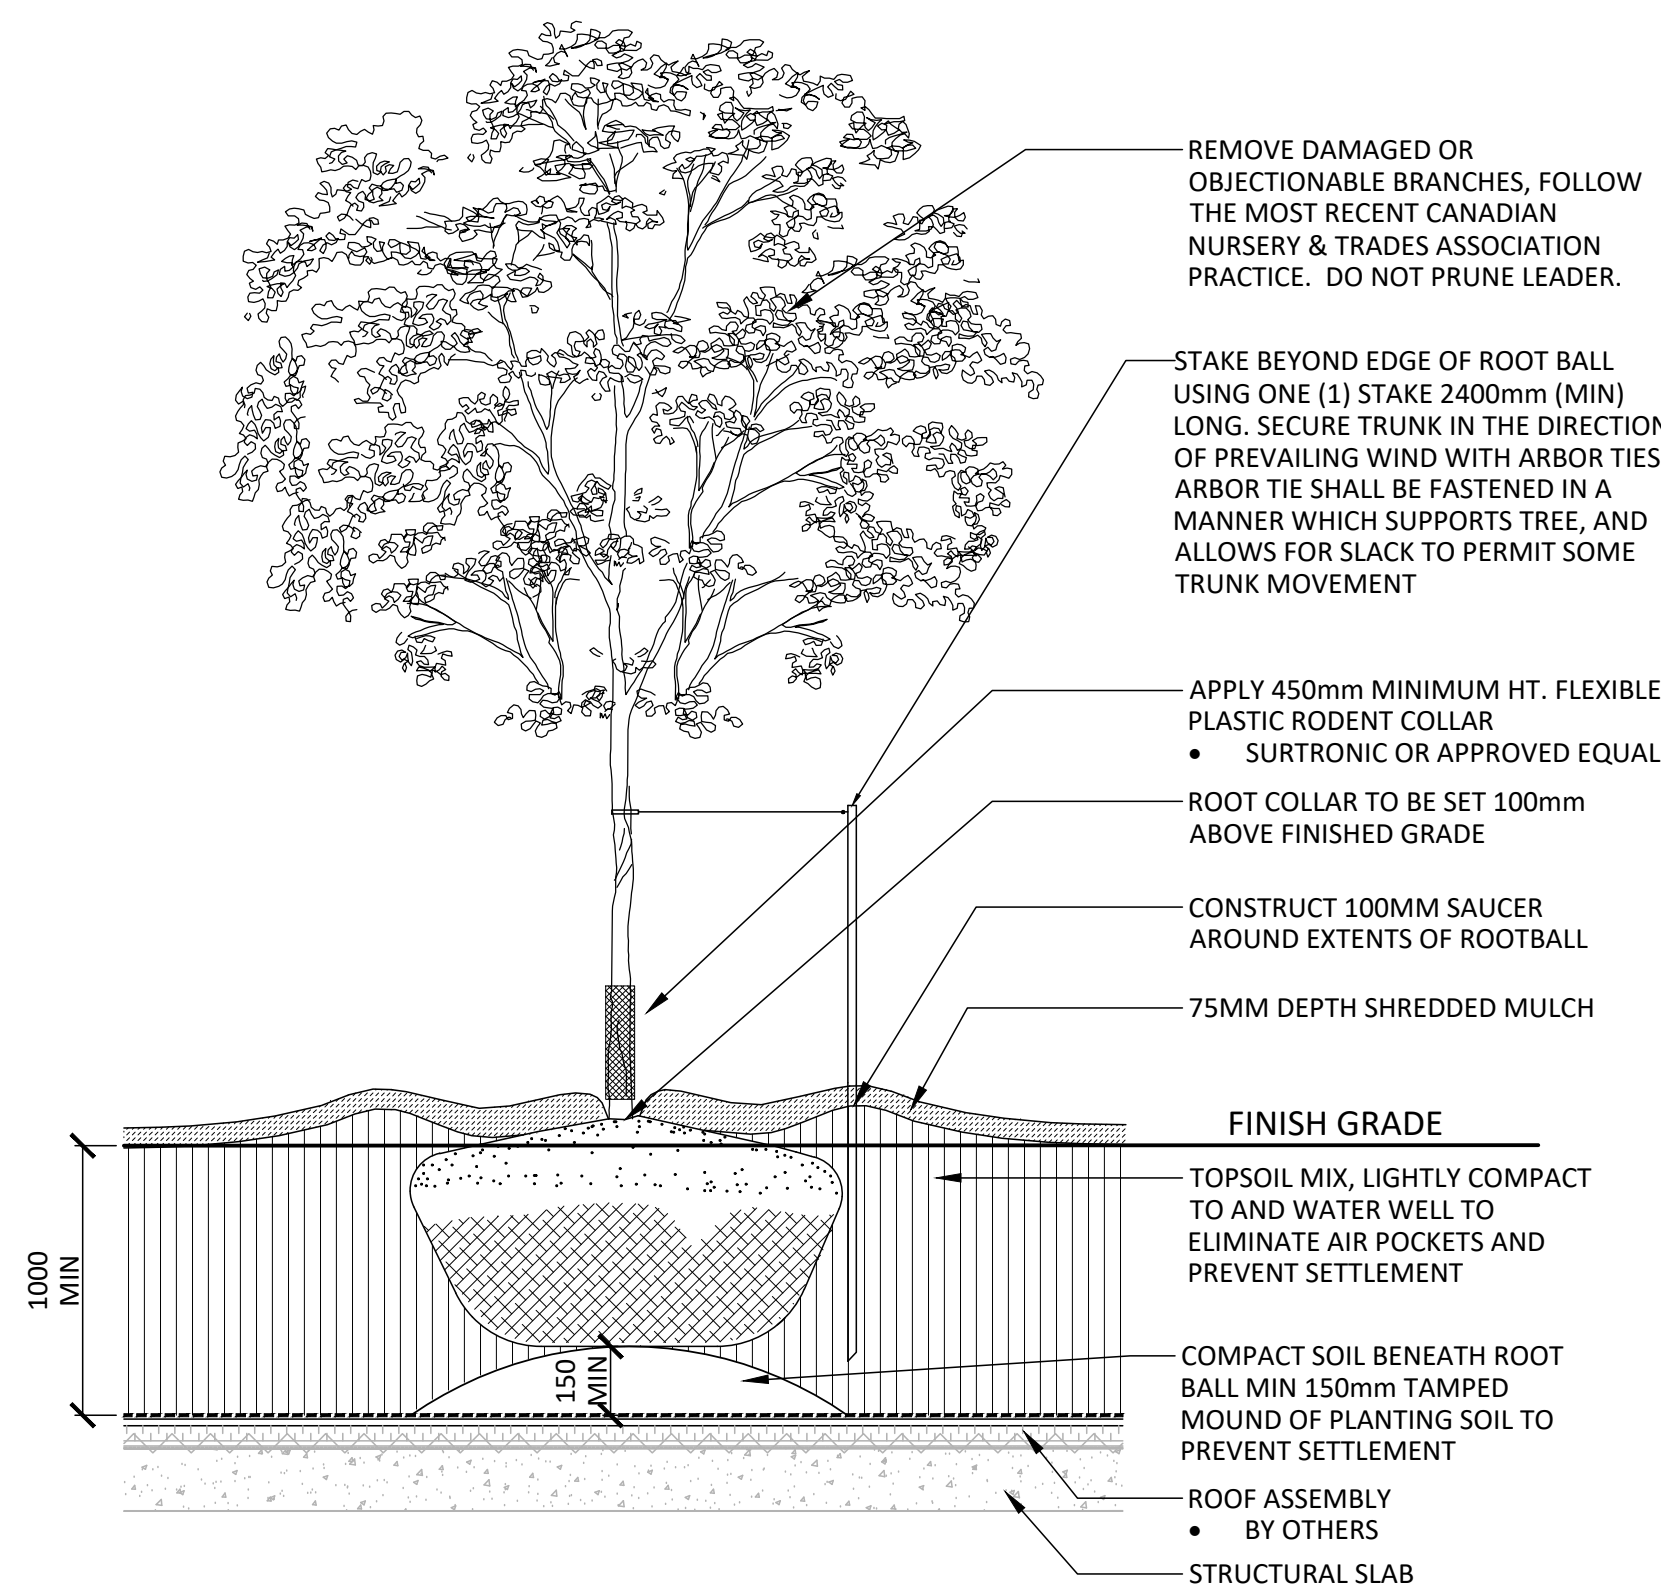 REMOVE DAMAGED OR
OBJECTIONABLE BRANCHES, FOLLOW
THE MOST RECENT CANADIAN
NURSERY & TRADES ASSOCIATION
PRACTICE. DO NOT PRUNE LEADER.
STAKE BEYOND EDGE OF ROOT BALL
USING ONE (1) STAKE 2400mm (MIN)
LONG. SECURE TRUNK IN THE DIRECTION
OF PREVAILING WIND WITH ARBOR TIES
ARBOR TIE SHALL BE FASTENED IN A
MANNER WHICH SUPPORTS TREE, AND
ALLOWS FOR SLACK TO PERMIT SOME
TRUNK MOVEMENT
APPLY 450mm MINIMUM HT. FLEXIBLE
PLASTIC RODENT COLLAR
• SURTRONIC OR APPROVED EQUAL
ROOT COLLAR TO BE SET 100mm
ABOVE FINISHED GRADE
CONSTRUCT 100MM SAUCER
AROUND EXTENTS OF ROOTBALL
75MM DEPTH SHREDDED MULCH
FINISH GRADE
TOPSOIL MIX, LIGHTLY COMPACT
TO AND WATER WELL TO
ELIMINATE AIR POCKETS AND
PREVENT SETTLEMENT
1000
MIN
150
MIN
COMPACT SOIL BENEATH ROOT
BALL MIN 150mm TAMPED
MOUND OF PLANTING SOIL TO
PREVENT SETTLEMENT
ROOF ASSEMBLY
• BY OTHERS
STRUCTURAL SLAB